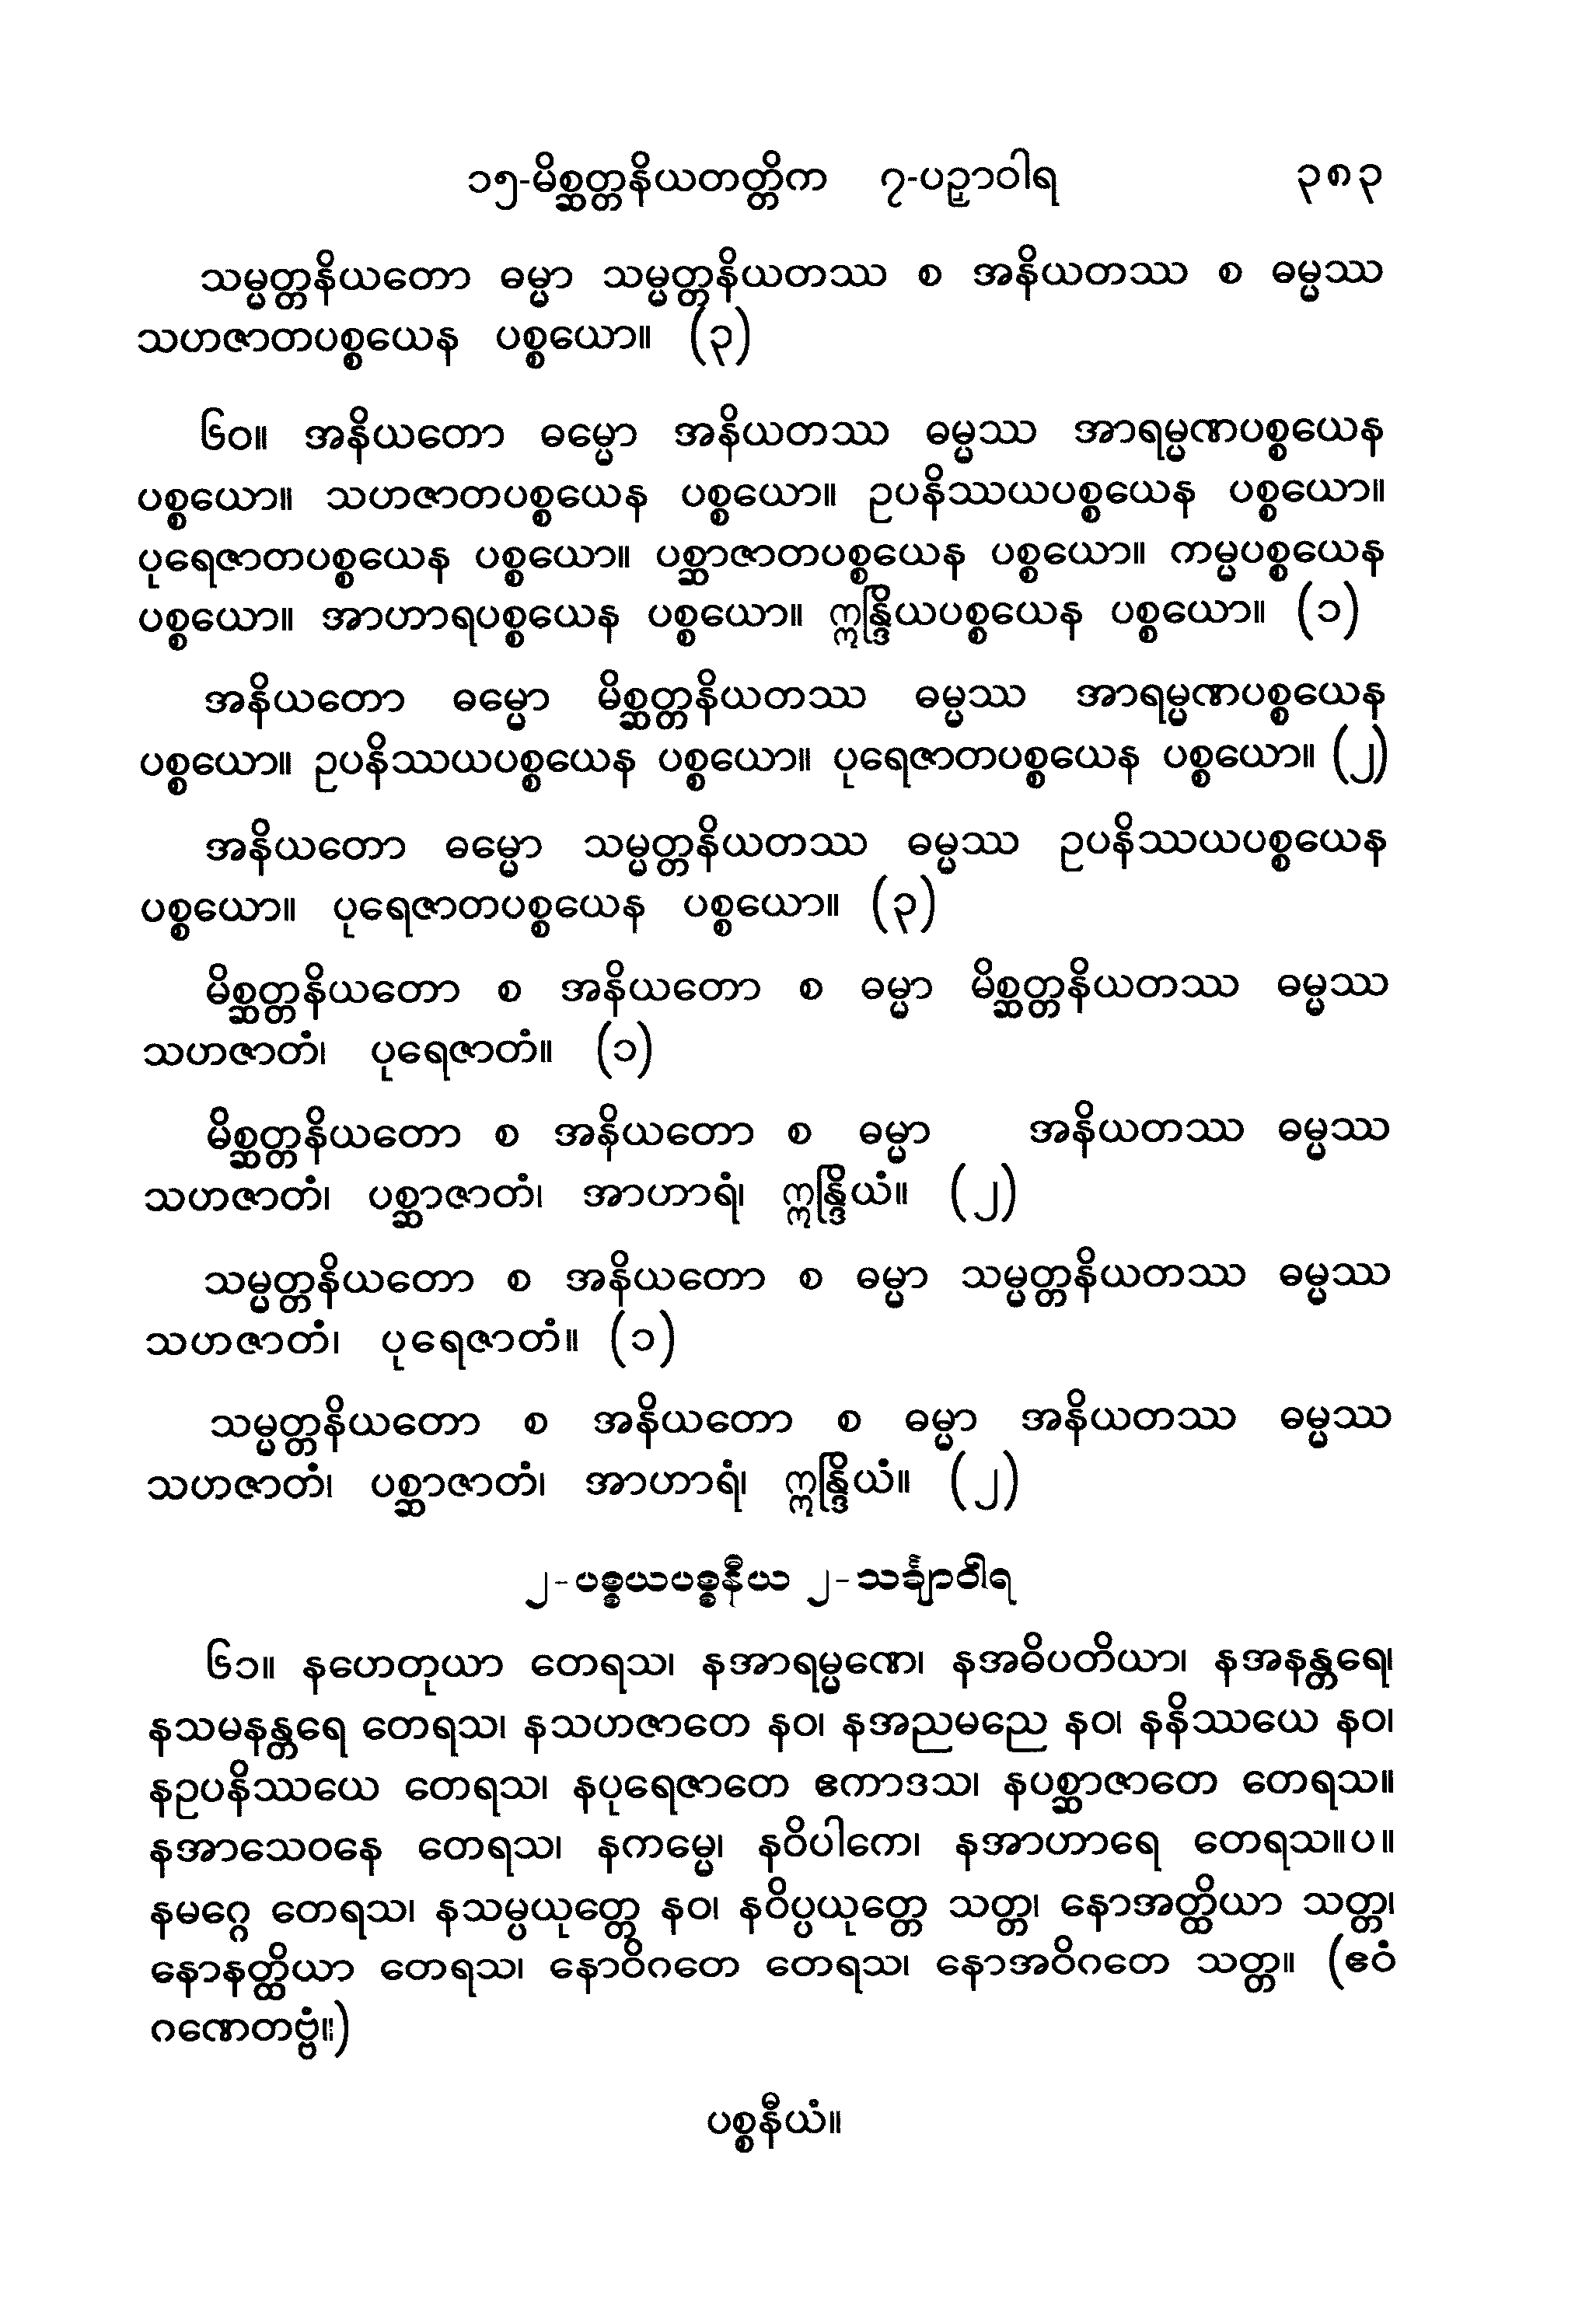 ၁၅-မိစ္ဆတ္တနိယတတ္တိက ၇-ပဉှာဝါရ ၃၈၃
သမ္မတ္တနိယတော ဓမ္မာ သမ္မတ္တနိယတဿ စ အနိယတဿ စ ဓမ္မဿ
သဟဇာတပစ္စယေန ပစ္စယော။ (၃)
၆၀။ အနိယတော ဓမ္မော အနိယတဿ ဓမ္မဿ အာရမ္မဏပစ္စယေန
ပစ္စယော။ သဟဇာတပစ္စယေန ပစ္စယော။ ဥပနိဿယပစ္စယေန ပစ္စယော။
ပုရေဇာတပစ္စယေန ပစ္စယော။ ပစ္ဆာဇာတပစ္စယေန ပစ္စယော။ ကမ္မပစ္စယေန
ပစ္စယော။ အာဟာရပစ္စယေန ပစ္စယော။ ဣန္ဒြိယပစ္စယေန ပစ္စယော။ (၁)
အနိယတော ဓမ္မော မိစ္ဆတ္တနိယတဿ ဓမ္မဿ အာရမ္မဏပစ္စယေန
ပစ္စယော။ ဥပနိဿယပစ္စယေန ပစ္စယော။ ပုရေဇာတပစ္စယေန ပစ္စယော။ (၂)
အနိယတော ဓမ္မော သမ္မတ္တနိယတဿ ဓမ္မဿ ဥပနိဿယပစ္စယေန
ပစ္စယော။ ပုရေဇာတပစ္စယေန ပစ္စယော။ (၃)
မိစ္ဆတ္တနိယတော စ အနိယတော စ ဓမ္မာ မိစ္ဆတ္တနိယတဿ ဓမ္မဿ
သဟဇာတံ၊ ပုရေဇာတံ။ (၁)
မိစ္ဆတ္တနိယတော စ အနိယတော စ ဓမ္မာ အနိယတဿ ဓမ္မဿ
သဟဇာတံ၊ ပစ္ဆာဇာတံ၊ အာဟာရံ၊ ဣန္ဒြိယံ။ (၂)
သမ္မတ္တနိယတော စ အနိယတော စ ဓမ္မာ သမ္မတ္တနိယတဿ ဓမ္မဿ
သဟဇာတံ၊ ပုရေဇာတံ။ (၁)
သမ္မတ္တနိယတော စ အနိယတော စ ဓမ္မာ အနိယတဿ ဓမ္မဿ
သဟဇာတံ၊ ပစ္ဆာဇာတံ၊ အာဟာရံ၊ ဣန္ဒြိယံ။ (၂)
၂-ပစ္စယပစ္စနီယ ၂-သင်္ချာဝါရ
၆၁။ နဟေတုယာ တေရသ၊ နအာရမ္မဏေ၊ နအဓိပတိယာ၊ နအနန္တရေ၊
နသမနန္တရေ တေရသ၊ နသဟဇာတေ နဝ၊ နအညမညေ နဝ၊ နနိဿယေ နဝ၊
နဥပနိဿယေ တေရသ၊ နပုရေဇာတေ ဧကာဒသ၊ နပစ္ဆာဇာတေ တေရသ။
နအာသေဝနေ တေရသ၊ နကမ္မေ၊ နဝိပါကေ၊ နအာဟာရေ တေရသ။ပ။
နမဂ္ဂေ တေရသ၊ နသမ္ပယုတ္တေ နဝ၊ နဝိပ္ပယုတ္တေ သတ္တ၊ နောအတ္ထိယာ သတ္တ၊
နောနတ္ထိယာ တေရသ၊ နောဝိဂတေ တေရသ၊ နောအဝိဂတေ သတ္တ။ (ဧဝံ
ဂဏေတဗ္ဗံ။)
ပစ္စနီယံ။